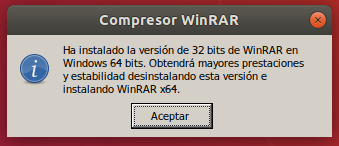 Compresor WinRAR
Ha instalado la versión de 32 bits de WinRAR en
Windows 64 bits. Obtendrá mayores prestaciones
y estabilidad desinstalando esta versión e
instalando WinRAR x64.
Aceptar